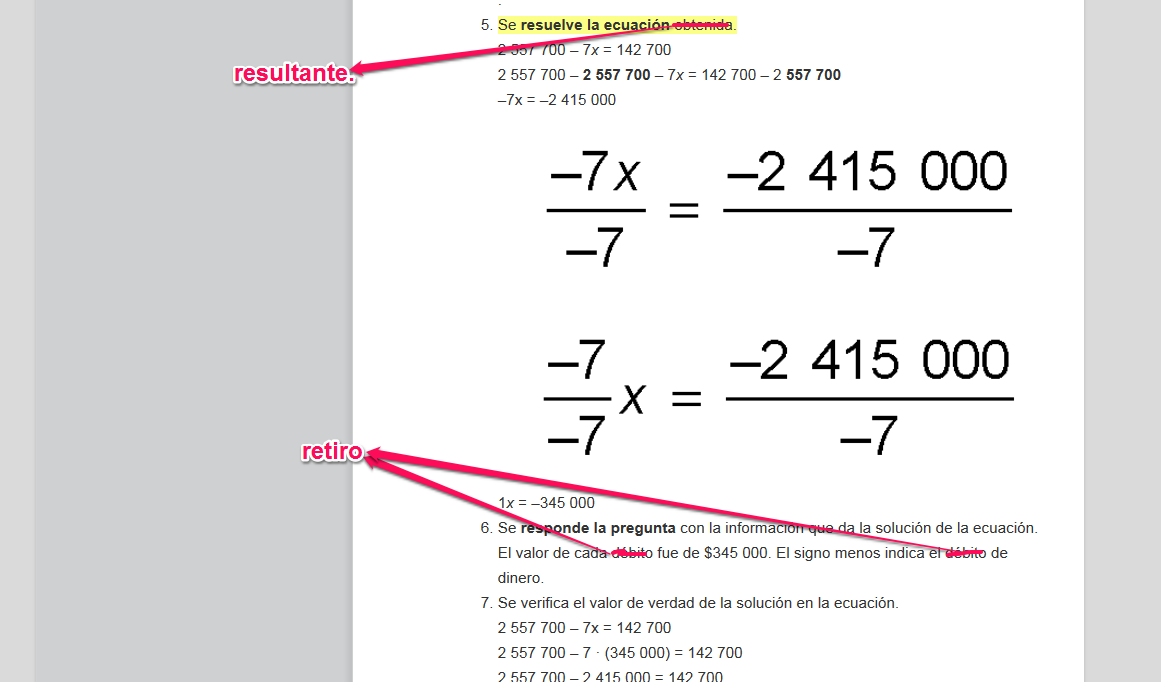 5. Se resuelve la ecuación obtenida.
2 557 700 – 7x = 142 700
resultante.
2 557 700 – 2 557 700 – 7x = 142 700 – 2 557 700
–7x = –2 415 000
–7x / –7 = –2 415 000 / –7
–7 / –7 x = –2 415 000 / –7
retiro
1x = –345 000
6. Se responde la pregunta con la información que da la solución de la ecuación.
El valor de cada débito fue de $345 000. El signo menos indica el débito de
dinero.
7. Se verifica el valor de verdad de la solución en la ecuación.
2 557 700 – 7x = 142 700
2 557 700 – 7 · (345 000) = 142 700
2 557 700 – 2 415 000 = 142 700